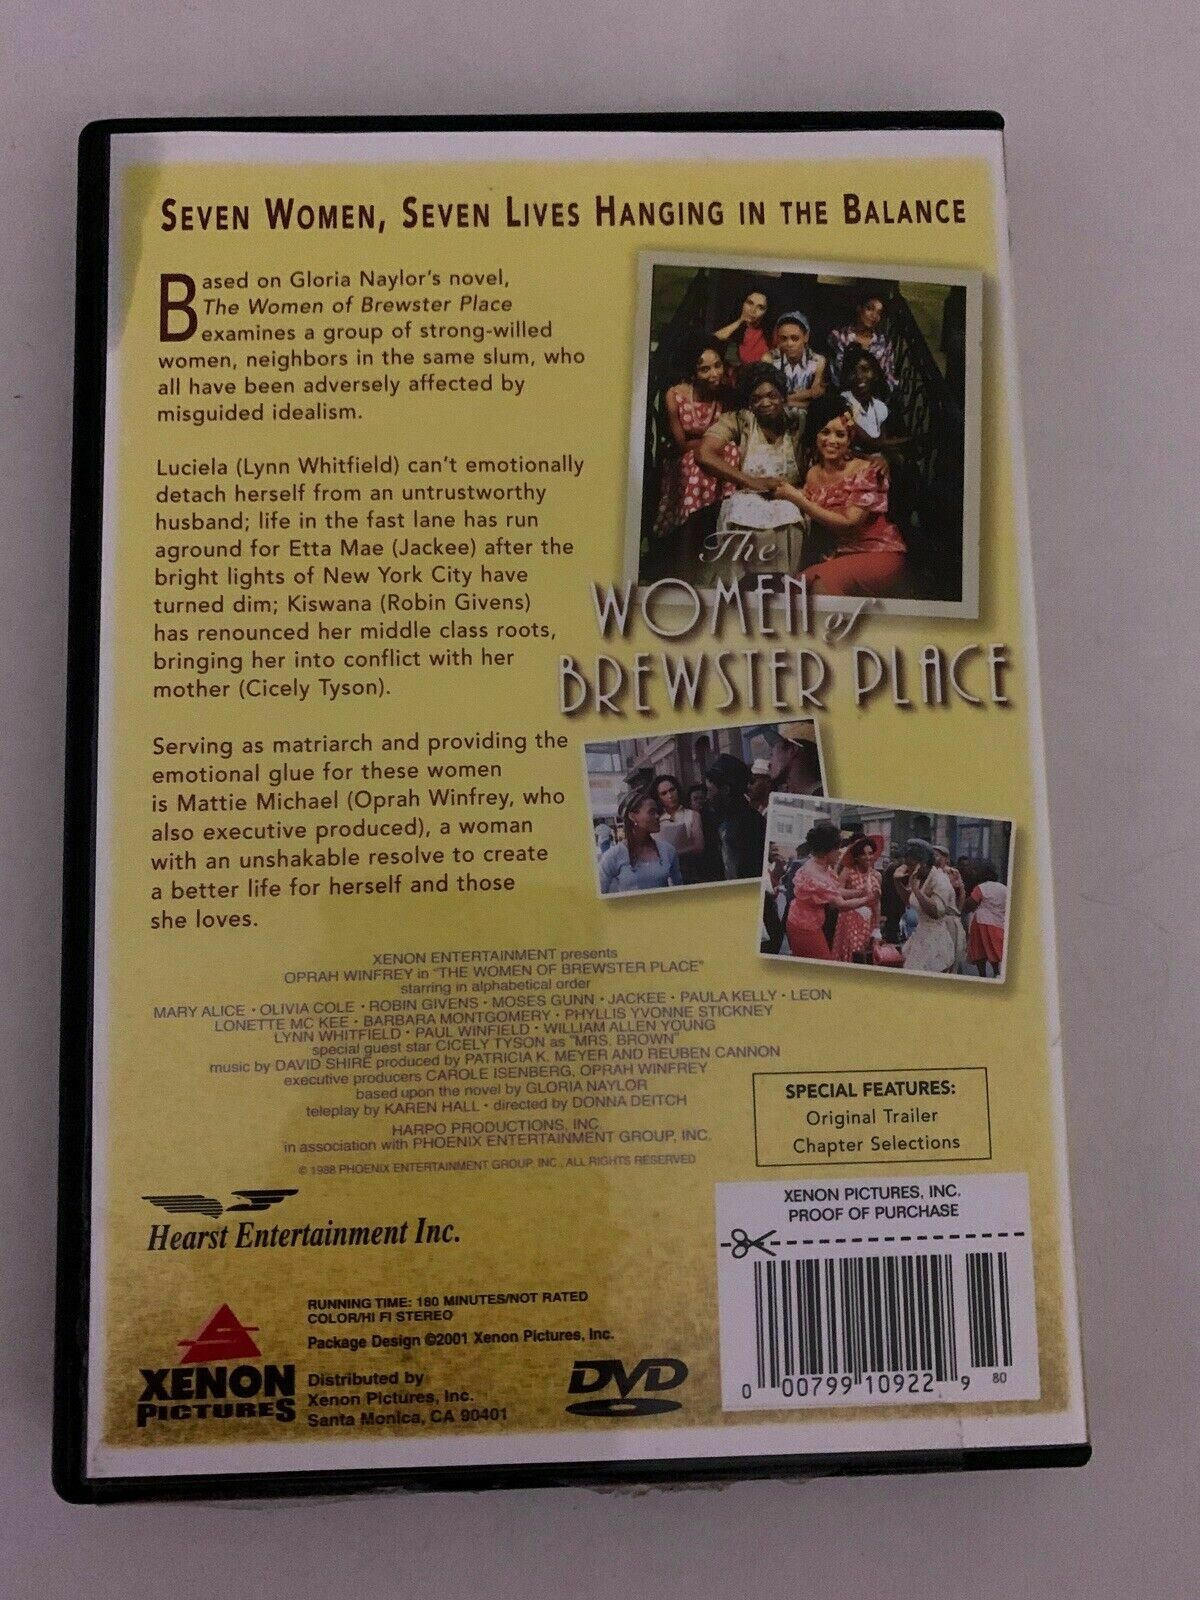 SEVEN WOMEN, SEVEN LIVES HANGING IN THE BALANCE
Based on Gloria Naylor's novel,
The Women of Brewster Place
examines a group of strong-willed
women, neighbors in the same slum, who
all have been adversely affected by
misguided idealism.
Luciela (Lynn Whitfield) can't emotionally
detach herself from an untrustworthy
husband; life in the fast lane has run
aground for Etta Mae (Jackee) after the
bright lights of New York City have
turned dim; Kiswana (Robin Givens)
has renounced her middle class roots,
bringing her into conflict with her
mother (Cicely Tyson).
Serving as matriarch and providing the
emotional glue for these women
is Mattie Michael (Oprah Winfrey, who
also executive produced), a woman
with an unshakable resolve to create
a better life for herself and those
she loves.
The
WOMEN of
BREWSTER PLACE
XENON ENTERTAINMENT presents
OPRAH WINFREY in "THE WOMEN OF BREWSTER PLACE"
starring in alphabetical order
MARY ALICE • OLIVIA COLE • ROBIN GIVENS • MOSES GUNN • JACKEE • PAULA KELLY • LEON
LONETTE MC KEE • BARBARA MONTGOMERY • PHYLLIS YVONNE STICKNEY
LYNN WHITFIELD • PAUL WINFIELD • WILLIAM ALLEN YOUNG
special guest star CICELY TYSON as "MRS. BROWN"
music by DAVID SHIRE produced by PATRICIA K. MEYER AND REUBEN CANNON
executive producers CAROLE ISENBERG, OPRAH WINFREY
based upon the novel by GLORIA NAYLOR
teleplay by KAREN HALL • directed by DONNA DEITCH
HARPO PRODUCTIONS, INC.
in association with PHOENIX ENTERTAINMENT GROUP, INC.
© 1988 PHOENIX ENTERTAINMENT GROUP, INC., ALL RIGHTS RESERVED
SPECIAL FEATURES:
Original Trailer
Chapter Selections
Hearst Entertainment Inc.
XENON PICTURES, INC.
PROOF OF PURCHASE
RUNNING TIME: 180 MINUTES/NOT RATED
COLOR/HI FI STEREO
Package Design ©2001 Xenon Pictures, Inc.
XENON
PICTURES
Distributed by
Xenon Pictures, Inc.
Santa Monica, CA 90401
DVD
0 00799 10922 9 80